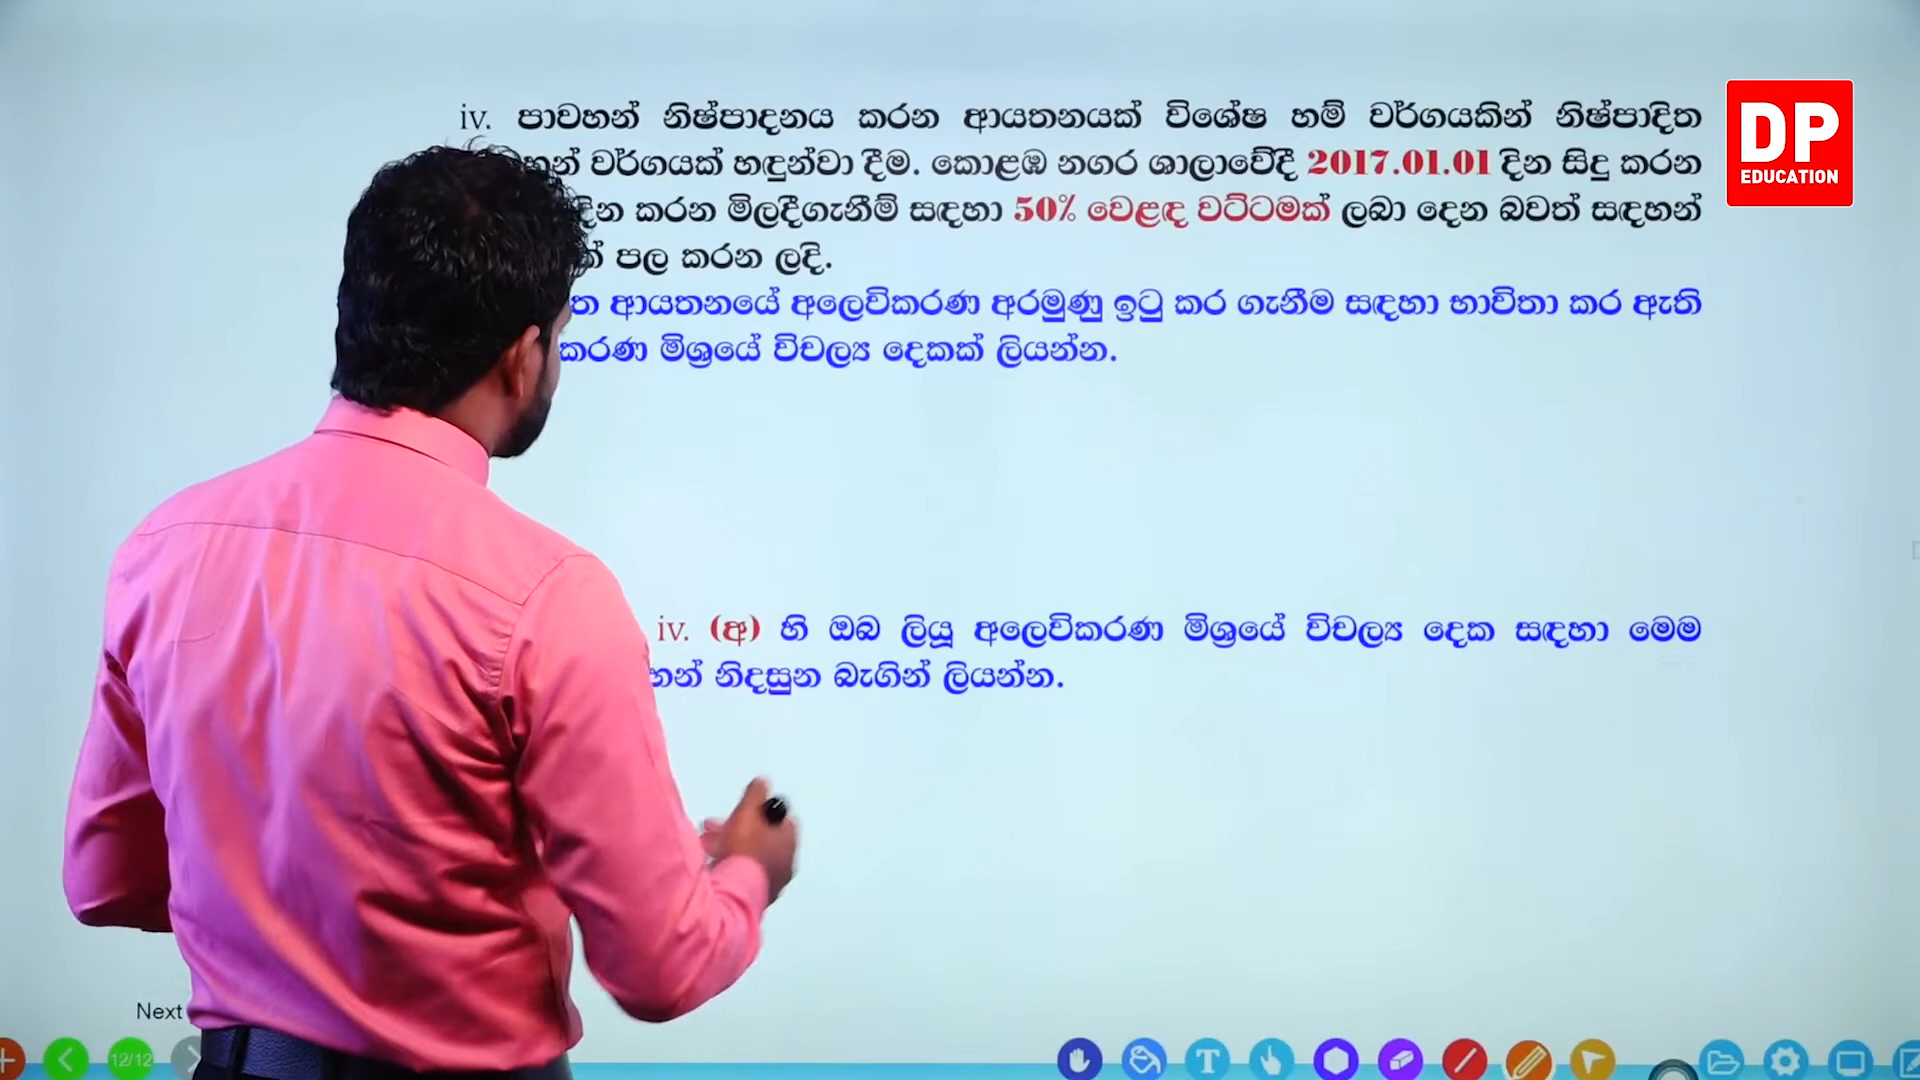 iv. පාවහන් නිෂ්පාදනය කරන ආයතනයක් විශේෂ හම් වර්ගයකින් නිෂ්පාදිත
වර්ගයක් හඳුන්වා දීම. කොළඹ නගර ශාලාවේදී 2017.01.01 දින සිදු කරන
දින කරන මිලදීගැනීම් සඳහා 50% වෙළඳ වට්ටමක් ලබා දෙන බවත් සඳහන්
පල කරන ලදි.
ආයතනයේ අලෙවිකරණ අරමුණු ඉටු කර ගැනීම සඳහා භාවිතා කර ඇති
මිශ්‍රයේ විචල්‍ය දෙකක් ලියන්න.
iv. (අ) හි ඔබ ලියූ අලෙවිකරණ මිශ්‍රයේ විචල්‍ය දෙක සඳහා මෙම
නිදසුන බැගින් ලියන්න.
DP
EDUCATION
Next
12/12